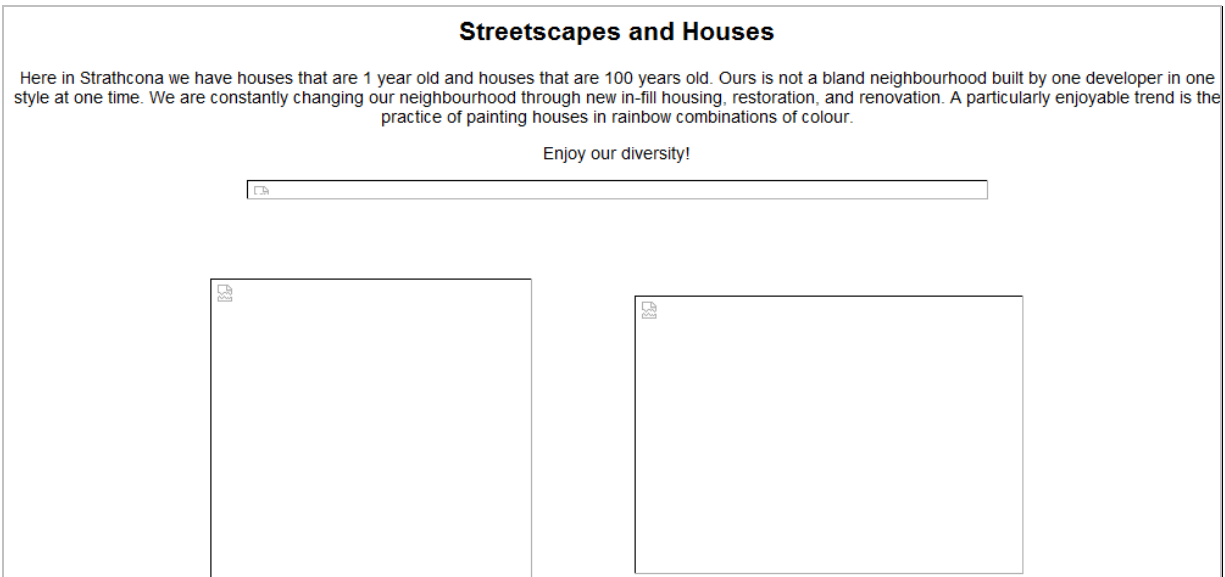 Streetscapes and Houses
Here in Strathcona we have houses that are 1 year old and houses that are 100 years old. Ours is not a bland neighbourhood built by one developer in one
style at one time. We are constantly changing our neighbourhood through new in-fill housing, restoration, and renovation. A particularly enjoyable trend is the
practice of painting houses in rainbow combinations of colour.
Enjoy our diversity!